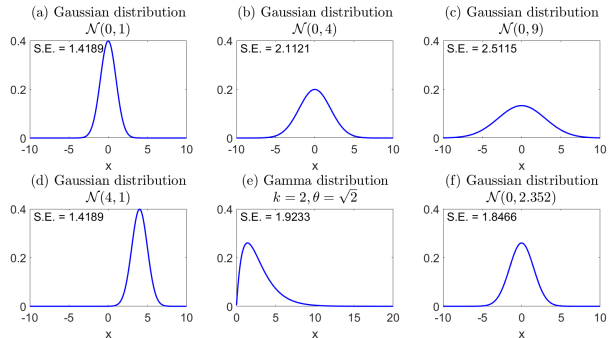 (a) Gaussian distribution
N(0, 1)
0.4
S.E. = 1.4189
0.2
0
-10 -5 0 5 10
x
(b) Gaussian distribution
N(0, 4)
0.4
S.E. = 2.1121
0.2
0
-10 -5 0 5 10
x
(c) Gaussian distribution
N(0, 9)
0.4
S.E. = 2.5115
0.2
0
-10 -5 0 5 10
x
(d) Gaussian distribution
N(4, 1)
0.4
S.E. = 1.4189
0.2
0
-10 -5 0 5 10
x
(e) Gamma distribution
k = 2, θ = √2
0.4
S.E. = 1.9233
0.2
0
0 5 10 15 20
x
(f) Gaussian distribution
N(0, 2.352)
0.4
S.E. = 1.8466
0.2
0
-10 -5 0 5 10
x